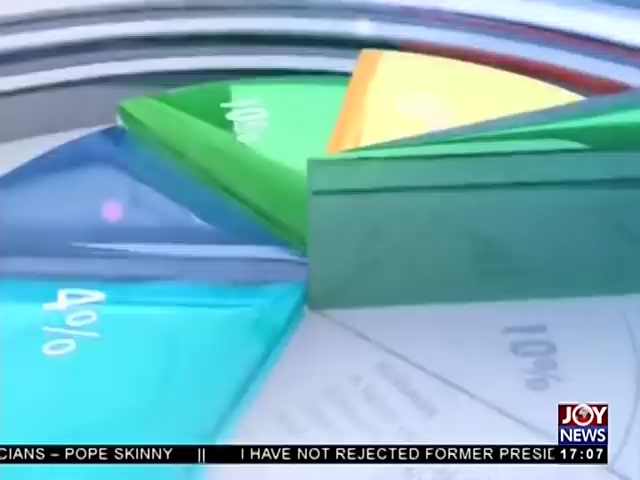 10%
4%
10%
JOY
NEWS
CIANS – POPE SKINNY || I HAVE NOT REJECTED FORMER PRESID
17:07